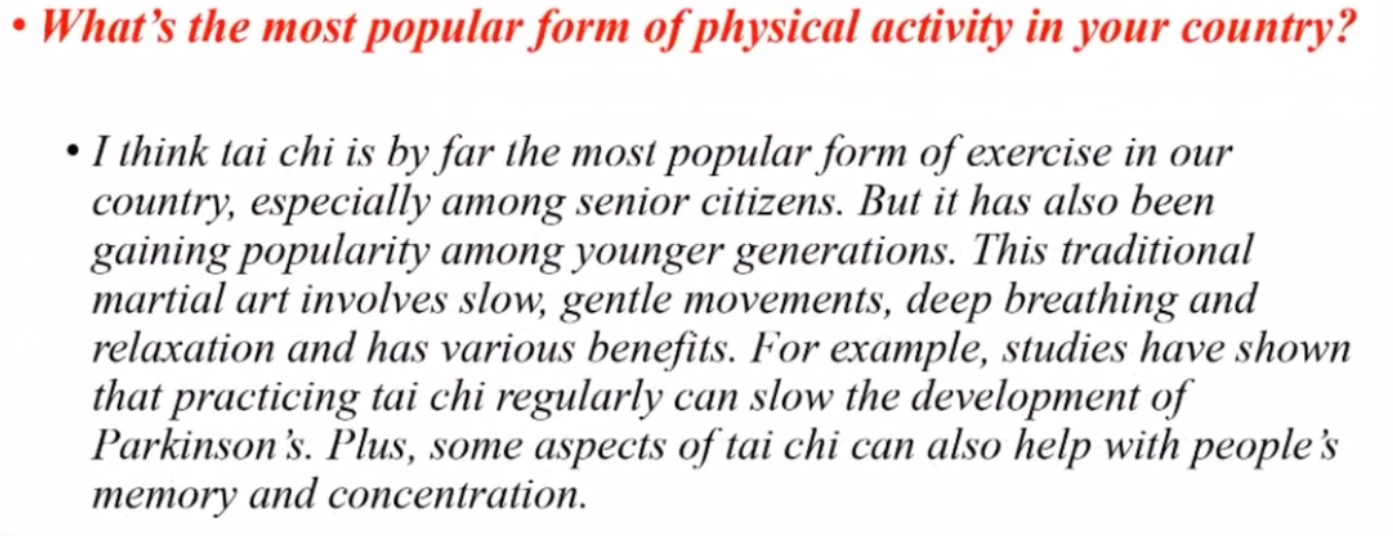 • What's the most popular form of physical activity in your country?
• I think tai chi is by far the most popular form of exercise in our
country, especially among senior citizens. But it has also been
gaining popularity among younger generations. This traditional
martial art involves slow, gentle movements, deep breathing and
relaxation and has various benefits. For example, studies have shown
that practicing tai chi regularly can slow the development of
Parkinson's. Plus, some aspects of tai chi can also help with people's
memory and concentration.